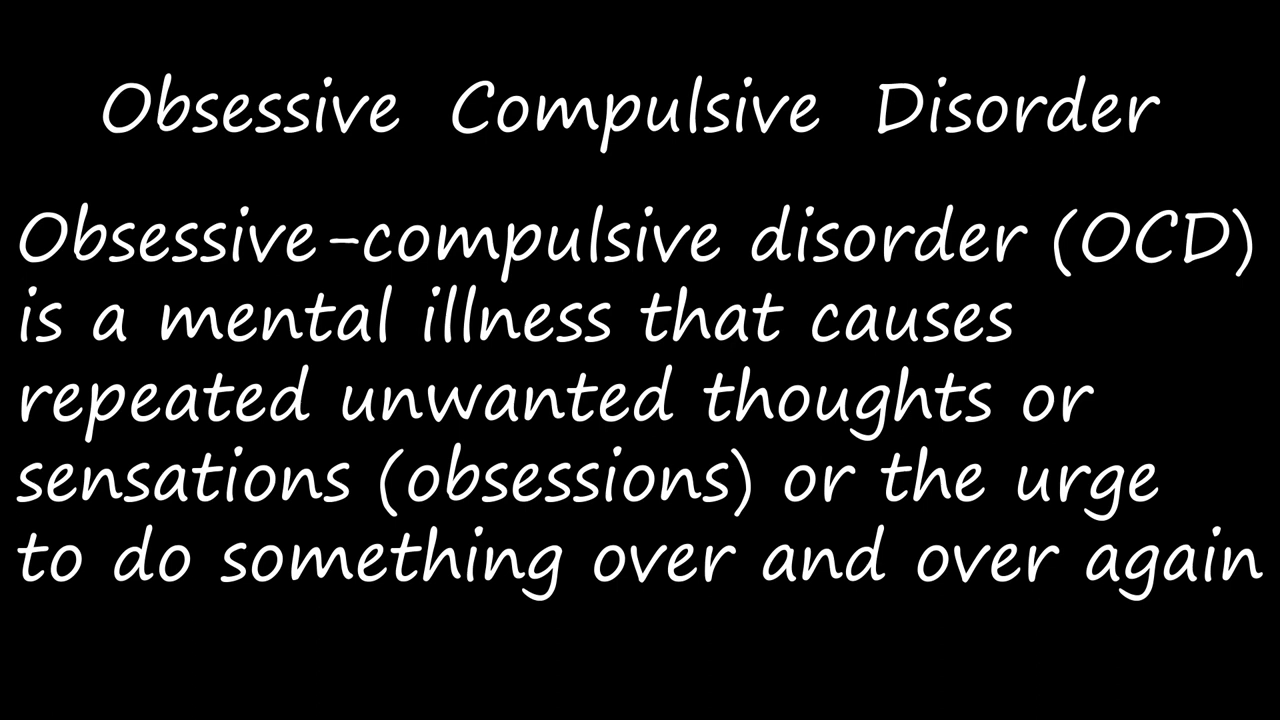 Obsessive Compulsive Disorder
Obsessive-compulsive disorder (OCD)
is a mental illness that causes
repeated unwanted thoughts or
sensations (obsessions) or the urge
to do something over and over again